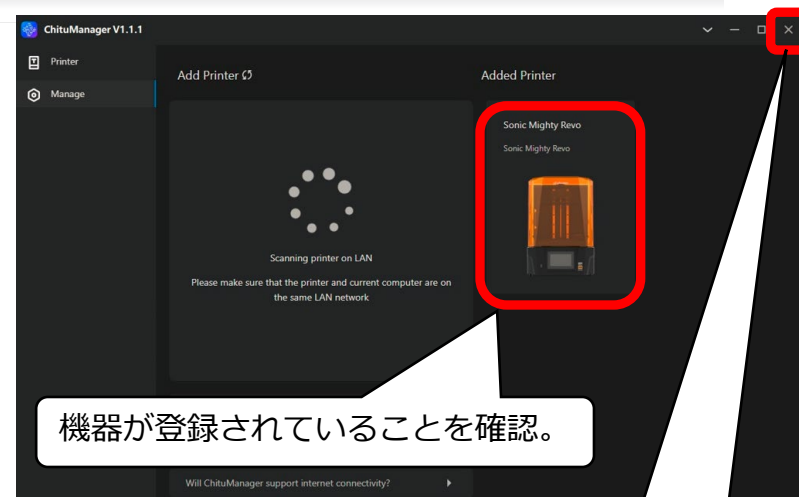 ChituManager V1.1.1
Printer
Manage
Add Printer
Added Printer
Sonic Mighty Revo
Sonic Mighty Revo
Scanning printer on LAN
Please make sure that the printer and current computer are on
the same LAN network
機器が登録されていることを確認。
Will ChituManager support internet connectivity?